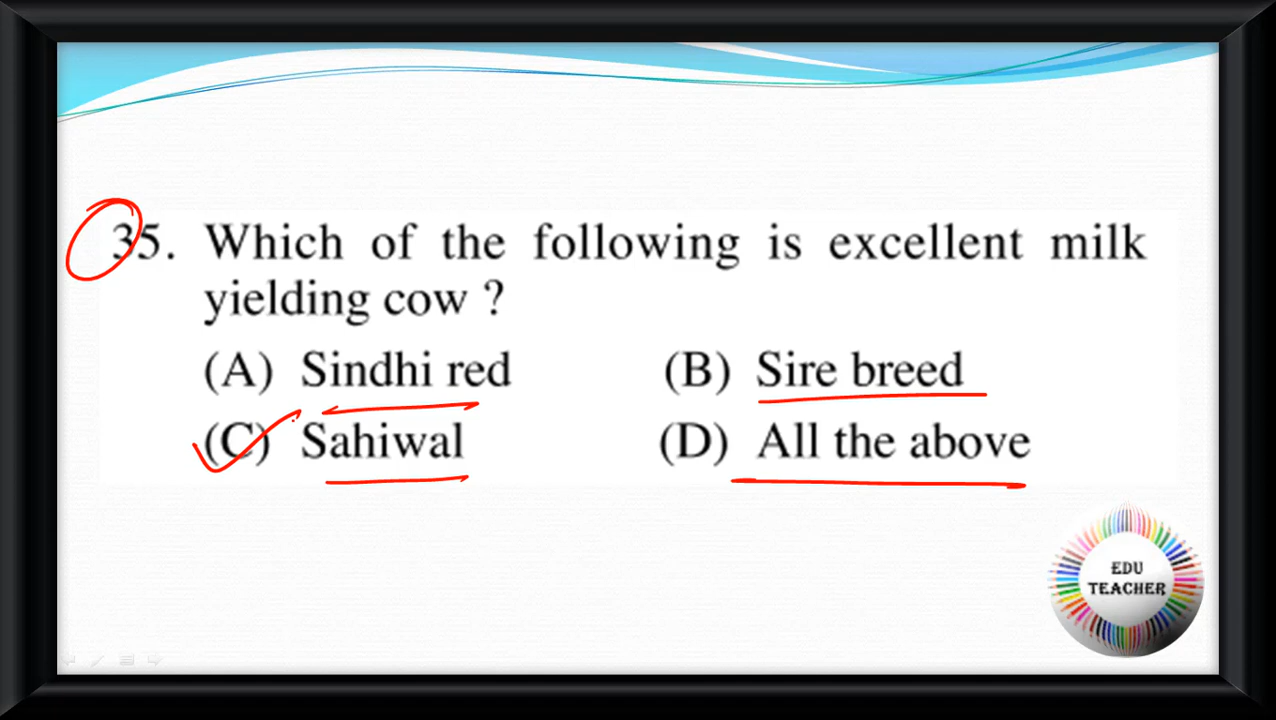 35. Which of the following is excellent milk
yielding cow ?
(A) Sindhi red (B) Sire breed
(C) Sahiwal (D) All the above
EDU
TEACHER